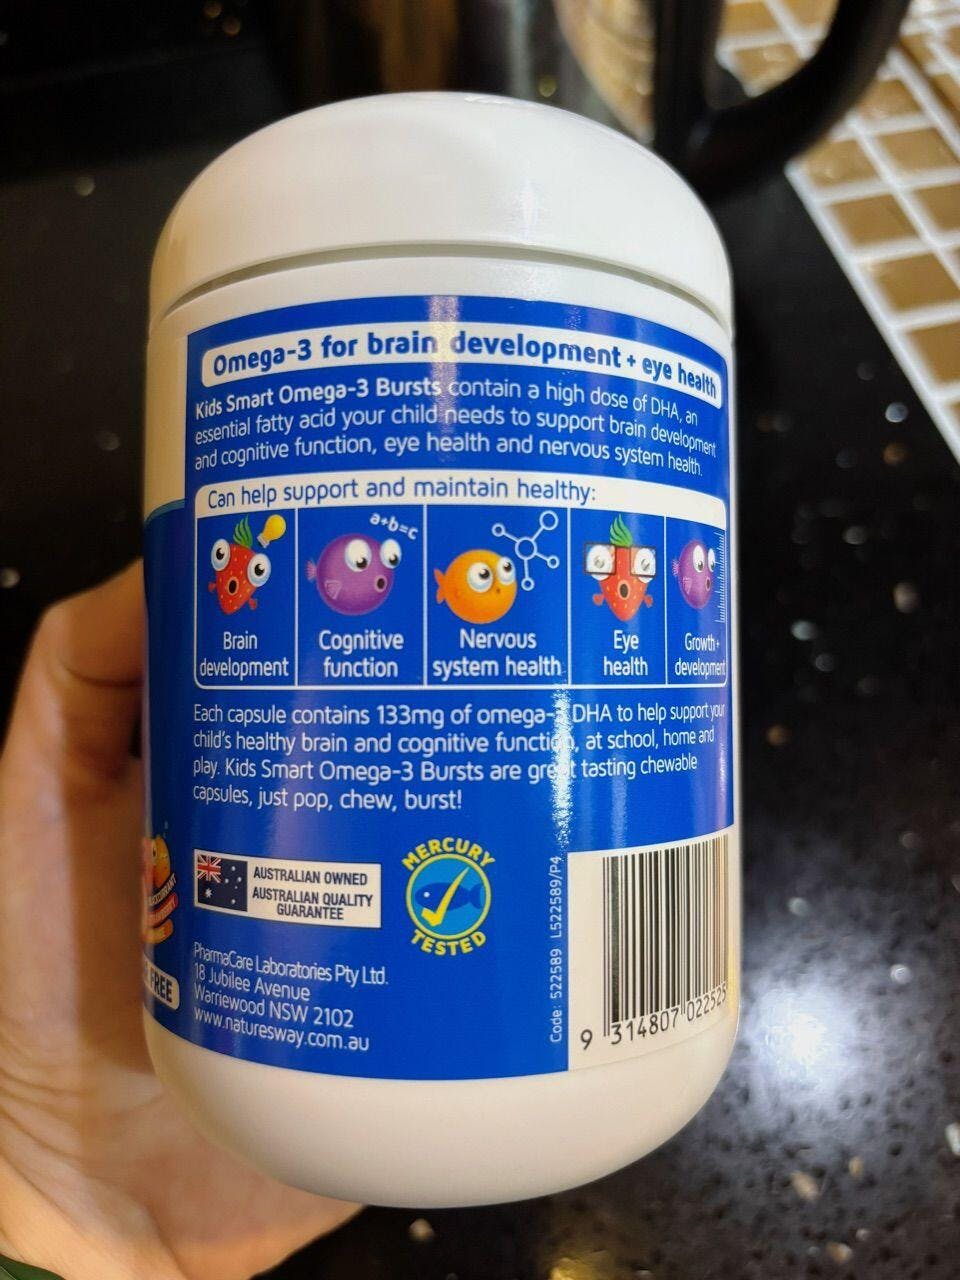 Omega-3 for brain development + eye health
Kids Smart Omega-3 Bursts contain a high dose of DHA, an
essential fatty acid your child needs to support brain development
and cognitive function, eye health and nervous system health.
Can help support and maintain healthy:
a+b=c
Brain
development
Cognitive
function
Nervous
system health
Eye
health
Growth +
development
Each capsule contains 133mg of omega- DHA to help support your
child's healthy brain and cognitive function, at school, home and
play. Kids Smart Omega-3 Bursts are great tasting chewable
capsules, just pop, chew, burst!
AUSTRALIAN OWNED
AUSTRALIAN QUALITY
GUARANTEE
MERCURY
TESTED
PharmaCare Laboratories Pty Ltd.
18 Jubilee Avenue
Warriewood NSW 2102
www.naturesway.com.au
FREE
Code: 522589 L522589/P4
9 314807 022525